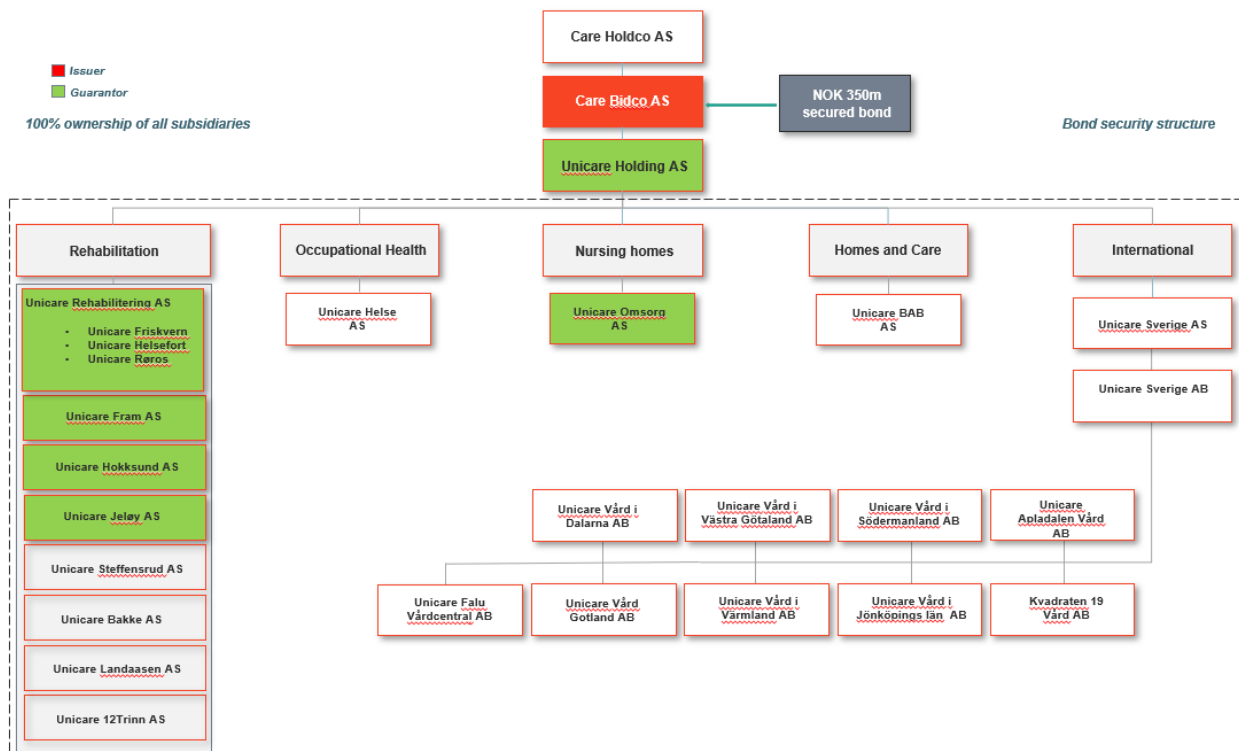 Care Holdco AS
Issuer
Guarantor
Care Bidco AS
NOK 350m
secured bond
100% ownership of all subsidiaries
Bond security structure
Unicare Holding AS
Rehabilitation
Occupational Health
Nursing homes
Homes and Care
International
Unicare Rehabilitering AS
• Unicare Friskvern
• Unicare Helsefort
• Unicare Røros
Unicare Fram AS
Unicare Hokksund AS
Unicare Jeløy AS
Unicare Steffensrud AS
Unicare Bakke AS
Unicare Landaasen AS
Unicare 12Trinn AS
Unicare Helse
AS
Unicare Omsorg
AS
Unicare BAB
AS
Unicare Sverige AS
Unicare Sverige AB
Unicare Vård i
Dalarna AB
Unicare Vård i
Västra Götaland AB
Unicare Vård i
Södermanland AB
Unicare
Apladalen Vård
AB
Unicare Falu
Vårdcentral AB
Unicare Vård
Gotland AB
Unicare Vård i
Värmland AB
Unicare Vård i
Jönköpings län AB
Kvadraten 19
Vård AB